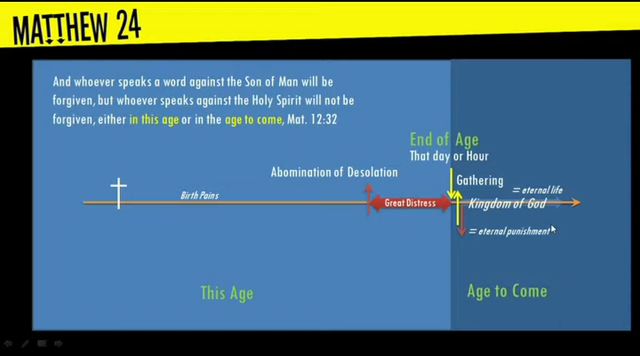 MATTHEW 24
And whoever speaks a word against the Son of Man will be
forgiven, but whoever speaks against the Holy Spirit will not be
forgiven, either in this age or in the age to come, Mat. 12:32
End of Age
That day or Hour
Abomination of Desolation
Gathering
= eternal life
Birth Pains
Great Distress
Kingdom of God
= eternal punishment
This Age
Age to Come